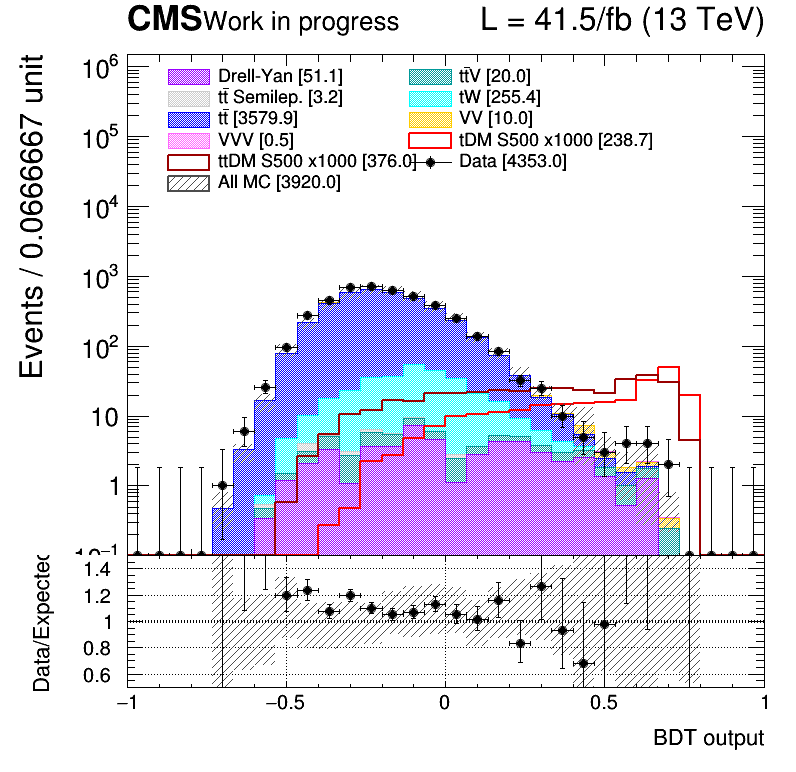 CMS Work in progress L = 41.5/fb (13 TeV)
Events / 0.0666667 unit
Drell-Yan [51.1] tt̄V [20.0]
tt̄ Semilep. [3.2] tW [255.4]
tt̄ [3579.9] VV [10.0]
VVV [0.5] tDM S500 x1000 [238.7]
ttDM S500 x1000 [376.0] Data [4353.0]
All MC [3920.0]
10⁶
10⁵
10⁴
10³
10²
10
1
10⁻¹
Data/Expected
1.4
1.2
1
0.8
0.6
−1 −0.5 0 0.5 1
BDT output